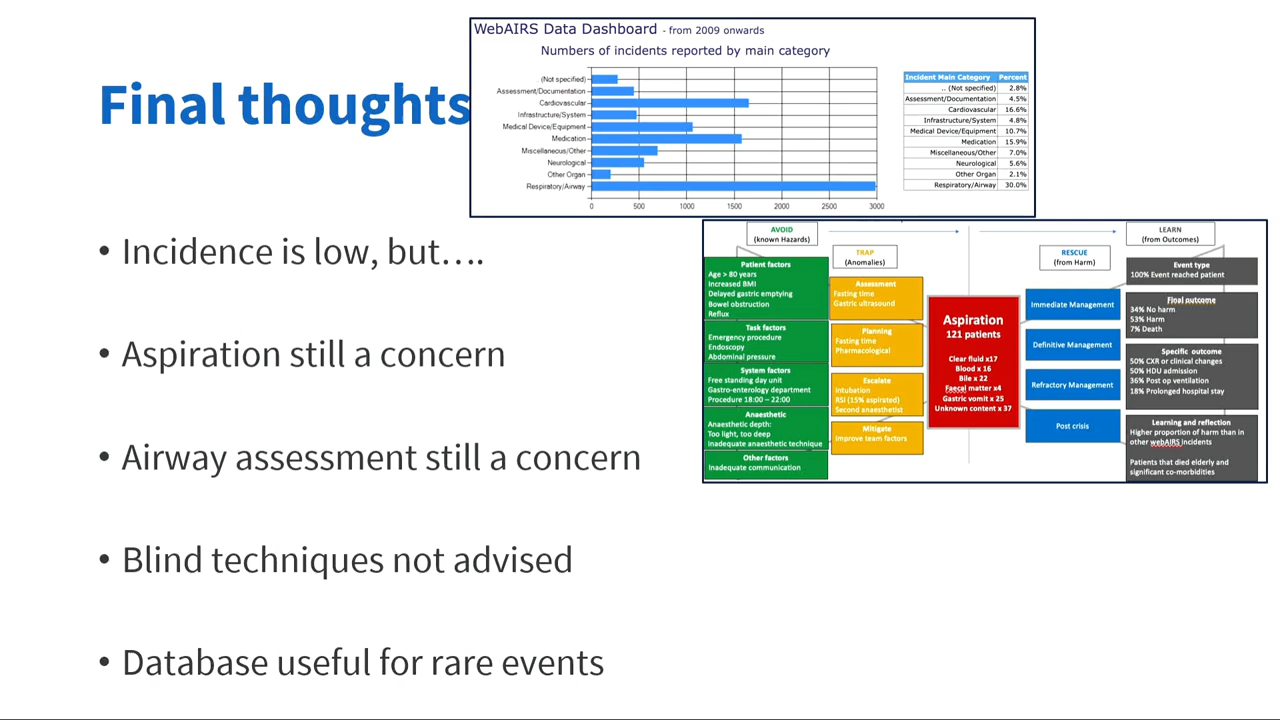 Final thoughts
• Incidence is low, but….
• Aspiration still a concern
• Airway assessment still a concern
• Blind techniques not advised
• Database useful for rare events
WebAIRS Data Dashboard - from 2009 onwards
Numbers of incidents reported by main category
(Not specified)
Assessment/Documentation
Cardiovascular
Infrastructure/System
Medical Device/Equipment
Medication
Miscellaneous/Other
Neurological
Other Organ
Respiratory/Airway
0 500 1000 1500 2000 2500 3000
Incident Main Category Percent
.. (Not specified) 2.8%
Assessment/Documentation 4.5%
Cardiovascular 16.6%
Infrastructure/System 4.8%
Medical Device/Equipment 10.7%
Medication 15.9%
Miscellaneous/Other 7.0%
Neurological 5.6%
Other Organ 2.1%
Respiratory/Airway 30.0%
AVOID
(known Hazards)
Patient factors
Age > 80 years
Increased BMI
Delayed gastric emptying
Bowel obstruction
Reflux
Task factors
Emergency procedure
Endoscopy
Abdominal pressure
System factors
Free standing day unit
Gastro-enterology department
Procedure 18:00 – 22:00
Anaesthetic
Anaesthetic depth:
Too light, too deep
Inadequate anaesthetic technique
Other factors
Inadequate communication
TRAP
(Anomalies)
Assessment
Fasting time
Gastric ultrasound
Planning
Fasting time
Pharmacological
Escalate
Intubation
RSI (15% aspirated)
Second anaesthetist
Mitigate
Improve team factors
Aspiration
121 patients
Clear fluid x17
Blood x 16
Bile x 22
Faecal matter x4
Gastric vomit x 25
Unknown content x 37
RESCUE
(from Harm)
Immediate Management
Definitive Management
Refractory Management
Post crisis
LEARN
(from Outcomes)
Event type
100% Event reached patient
Final outcome
34% No harm
53% Harm
7% Death
Specific outcome
50% CXR or clinical changes
50% HDU admission
36% Post op ventilation
18% Prolonged hospital stay
Learning and reflection
Higher proportion of harm than in
other webAIRS incidents
Patients that died elderly and
significant co-morbidities